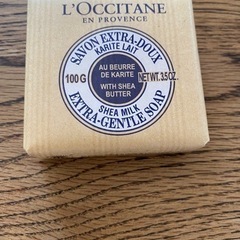 L'OCCITANE
EN PROVENCE
SAVON EXTRA-DOUX
KARITE LAIT
100 G
AU BEURRE
DE KARITE
WITH SHEA
BUTTER
NET WT. 3.5 OZ.
SHEA MILK
EXTRA-GENTLE SOAP